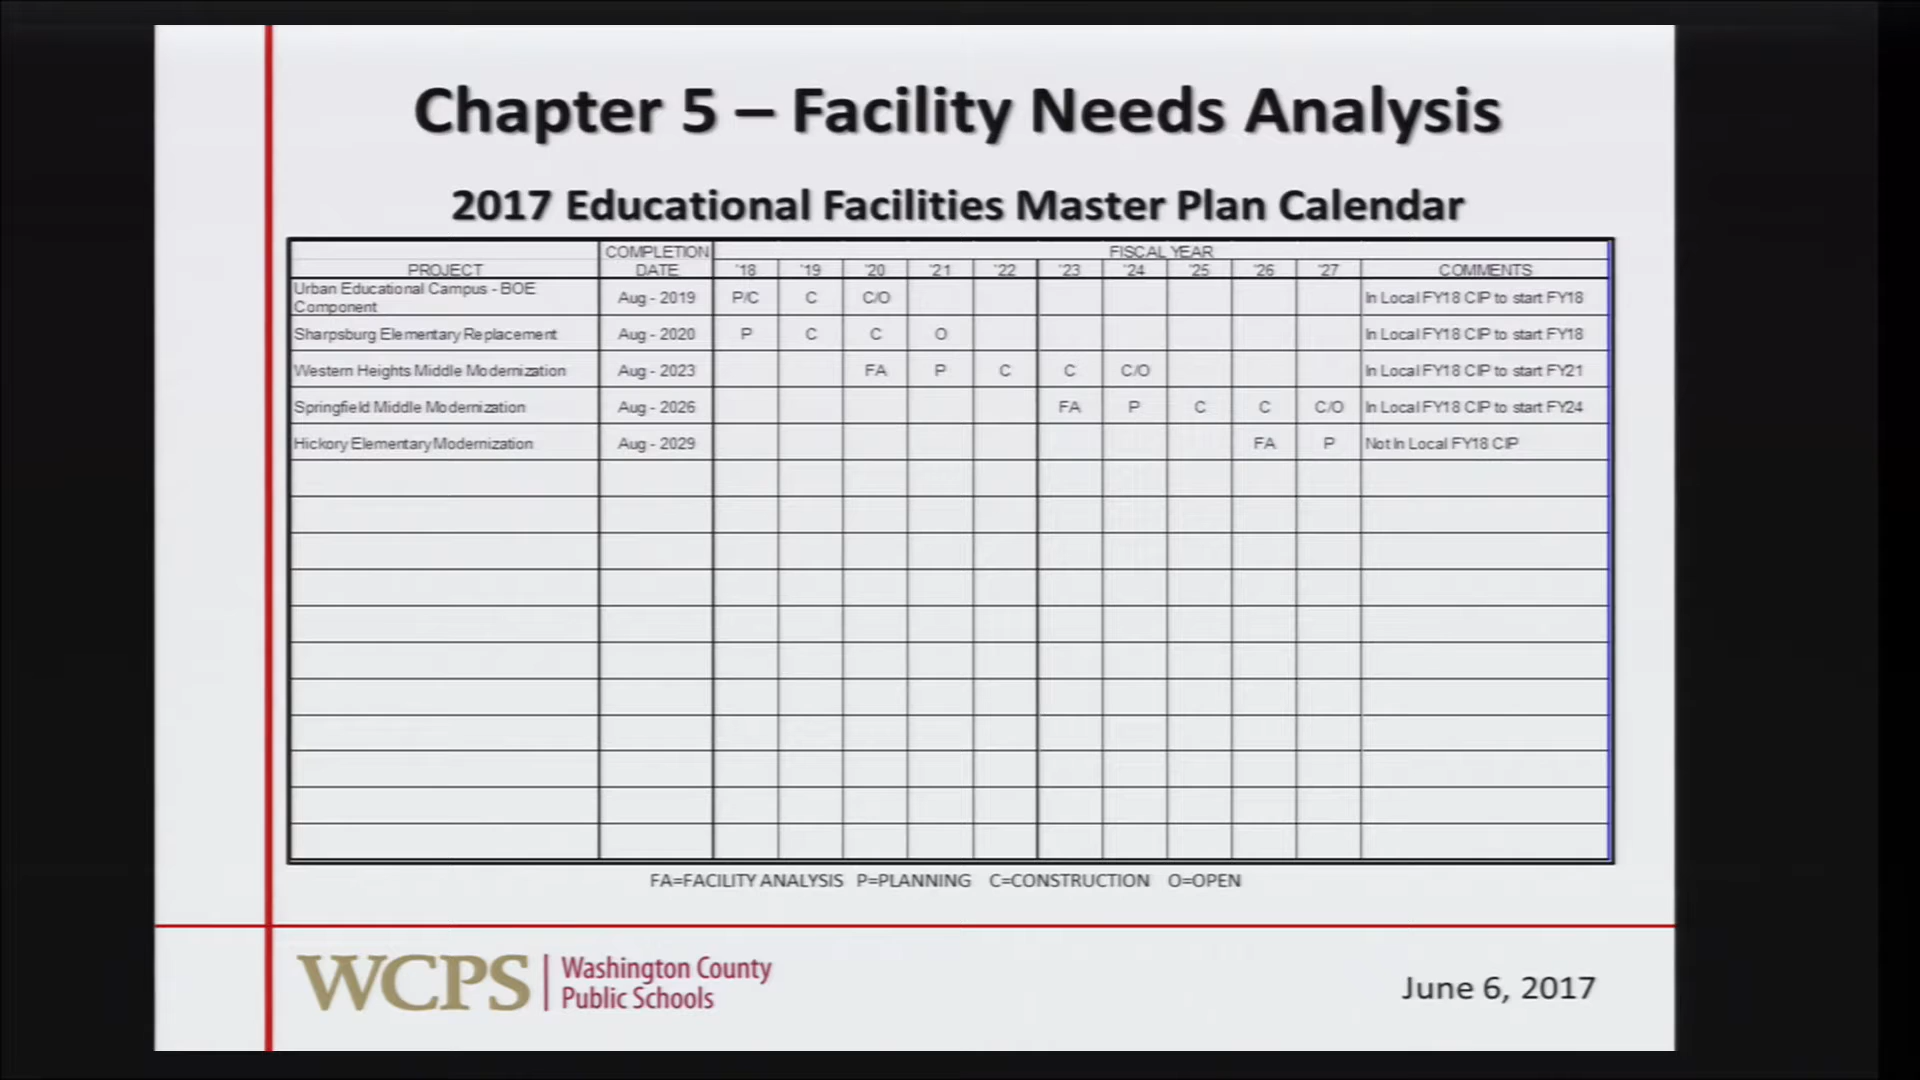 Chapter 5 – Facility Needs Analysis
2017 Educational Facilities Master Plan Calendar
PROJECT COMPLETION DATE FISCAL YEAR COMMENTS
'18 '19 '20 '21 '22 '23 '24 '25 '26 '27
Urban Educational Campus - BOE
Component Aug - 2019 P/C C C/O In Local FY18 CIP to start FY18
Sharpsburg Elementary Replacement Aug - 2020 P C C O In Local FY18 CIP to start FY18
Western Heights Middle Modernization Aug - 2023 FA P C C C/O In Local FY18 CIP to start FY21
Springfield Middle Modernization Aug - 2026 FA P C C C/O In Local FY18 CIP to start FY24
Hickory Elementary Modernization Aug - 2029 FA P Not In Local FY18 CIP
FA=FACILITY ANALYSIS P=PLANNING C=CONSTRUCTION O=OPEN
WCPS
Washington County
Public Schools
June 6, 2017